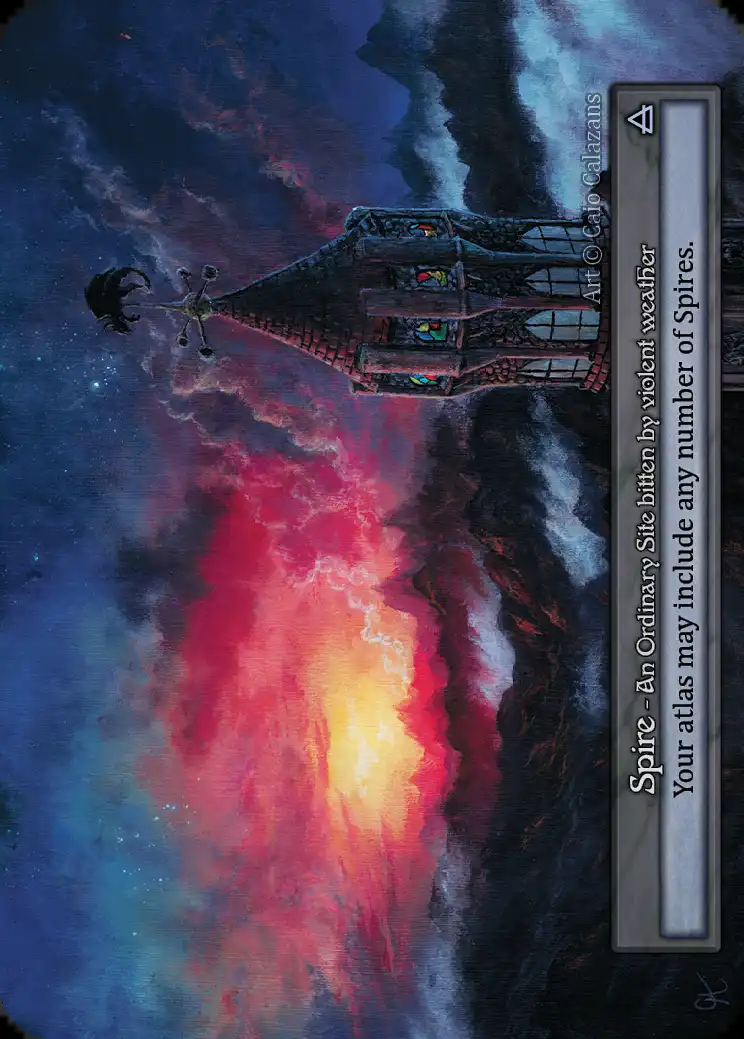 Spire - An Ordinary Site bitten by violent weather
Your atlas may include any number of Spires.
Art © Caio Calazans